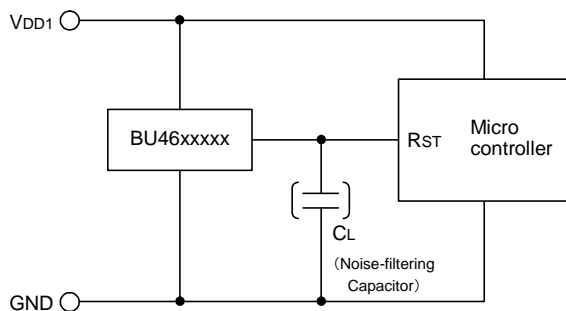 VDD1
BU46xxxxx
RST
Micro
controller
CL
（Noise-filtering
Capacitor）
GND